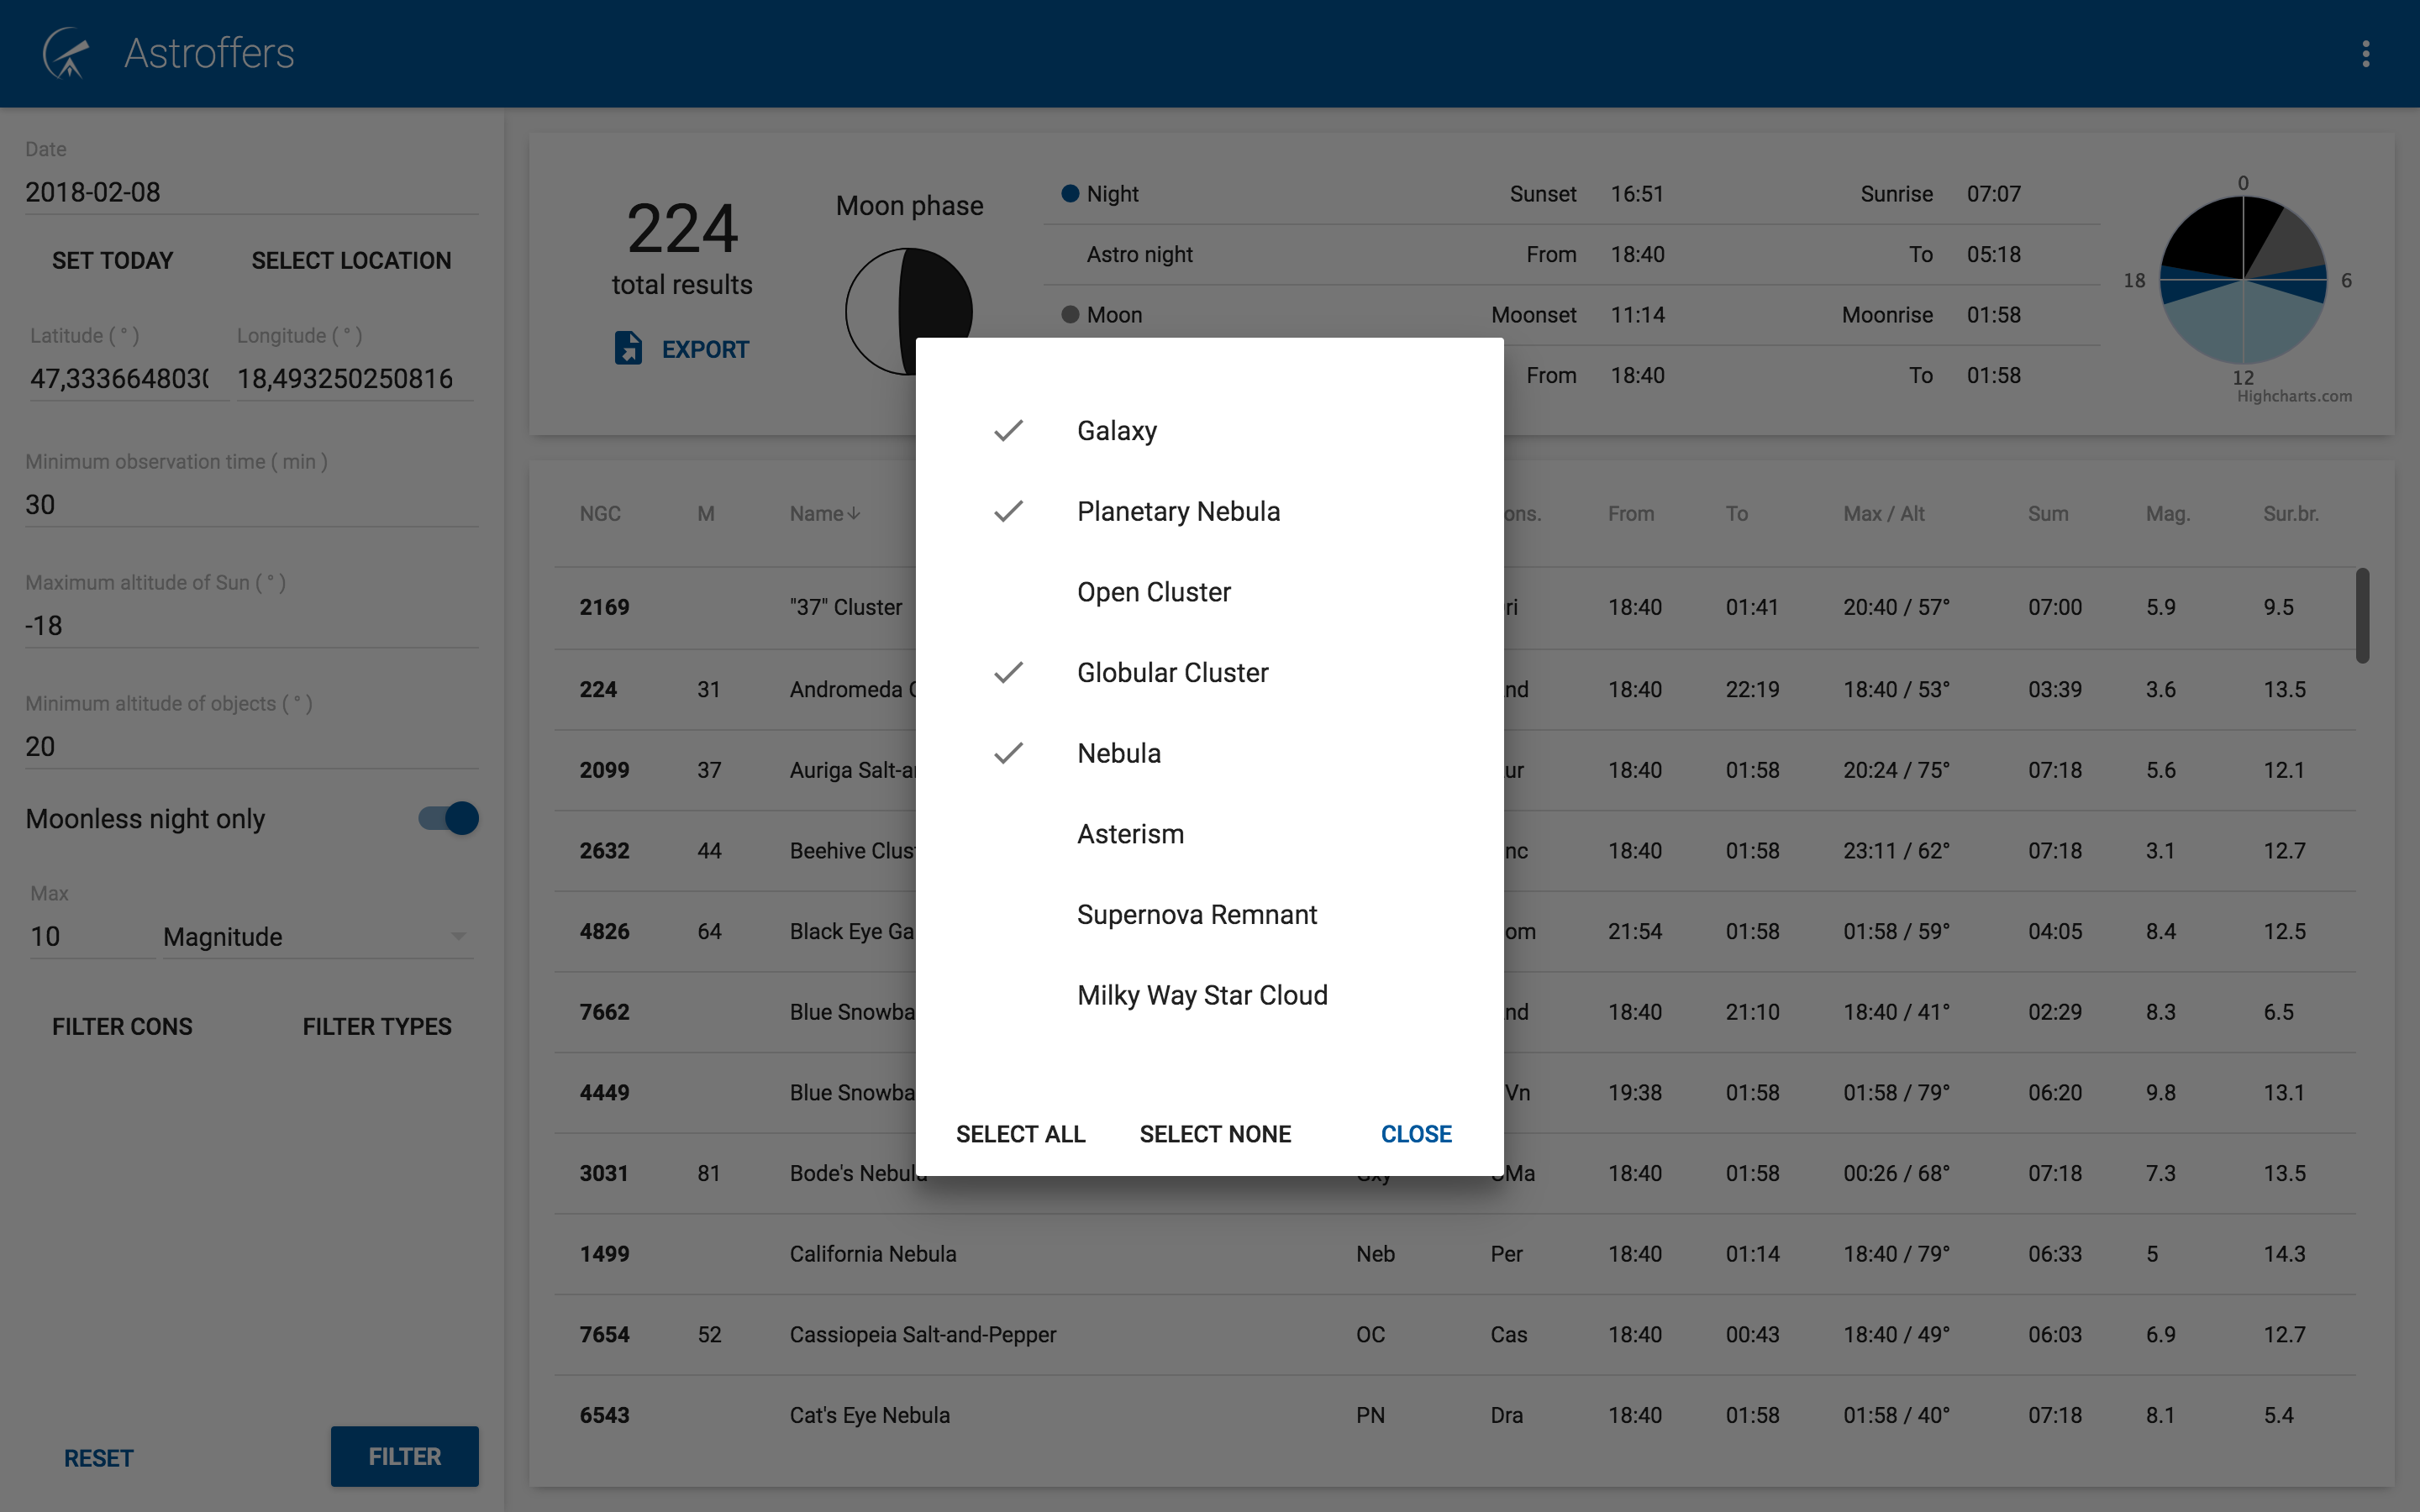 Astroffers
Date
2018-02-08
SET TODAY SELECT LOCATION
Latitude ( ° ) Longitude ( ° )
47,333664803 18,493250250816
Minimum observation time ( min )
30
Maximum altitude of Sun ( ° )
-18
Minimum altitude of objects ( ° )
20
Moonless night only
Max
10 Magnitude
FILTER CONS FILTER TYPES
RESET FILTER
224
total results
EXPORT
Moon phase
Night Sunset 16:51 Sunrise 07:07
Astro night From 18:40 To 05:18
Moon Moonset 11:14 Moonrise 01:58
From 18:40 To 01:58
0
18 6
12
Highcharts.com
Galaxy
Planetary Nebula
Open Cluster
Globular Cluster
Nebula
Asterism
Supernova Remnant
Milky Way Star Cloud
SELECT ALL SELECT NONE CLOSE
NGC M Name ons. From To Max / Alt Sum Mag. Sur.br.
2169 "37" Cluster ri 18:40 01:41 20:40 / 57° 07:00 5.9 9.5
224 31 Andromeda nd 18:40 22:19 18:40 / 53° 03:39 3.6 13.5
2099 37 Auriga Salt-a ur 18:40 01:58 20:24 / 75° 07:18 5.6 12.1
2632 44 Beehive Clus nc 18:40 01:58 23:11 / 62° 07:18 3.1 12.7
4826 64 Black Eye Ga om 21:54 01:58 01:58 / 59° 04:05 8.4 12.5
7662 Blue Snowba nd 18:40 21:10 18:40 / 41° 02:29 8.3 6.5
4449 Blue Snowba Vn 19:38 01:58 01:58 / 79° 06:20 9.8 13.1
3031 81 Bode's Nebula Gxy UMa 18:40 01:58 00:26 / 68° 07:18 7.3 13.5
1499 California Nebula Neb Per 18:40 01:14 18:40 / 79° 06:33 5 14.3
7654 52 Cassiopeia Salt-and-Pepper OC Cas 18:40 00:43 18:40 / 49° 06:03 6.9 12.7
6543 Cat's Eye Nebula PN Dra 18:40 01:58 01:58 / 40° 07:18 8.1 5.4